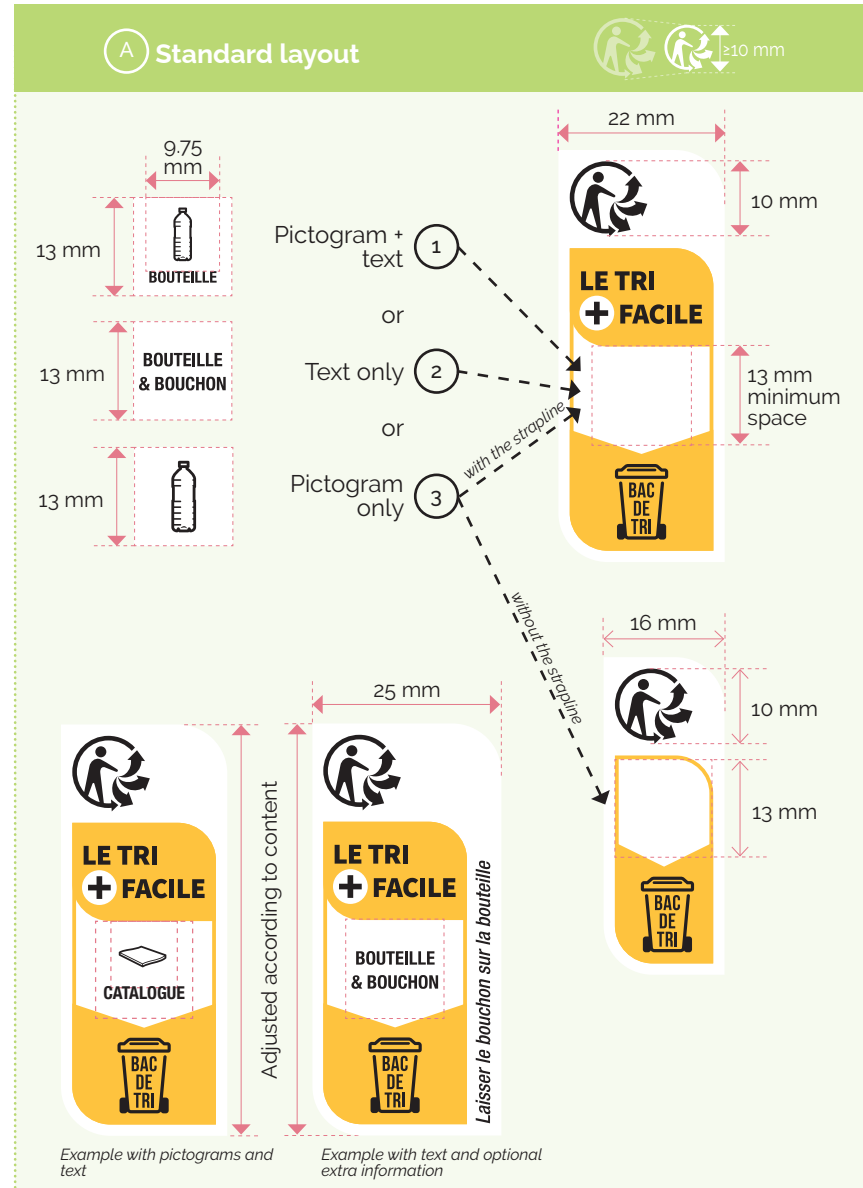 A Standard layout
≥10 mm
9.75
mm
13 mm
BOUTEILLE
13 mm
BOUTEILLE
& BOUCHON
13 mm
Pictogram +
text
1
or
Text only
2
or
Pictogram
only
3
with the strapline
without the strapline
22 mm
10 mm
LE TRI
+ FACILE
13 mm
minimum
space
BAC
DE
TRI
16 mm
10 mm
13 mm
BAC
DE
TRI
LE TRI
+ FACILE
CATALOGUE
BAC
DE
TRI
Adjusted according to content
25 mm
LE TRI
+ FACILE
BOUTEILLE
& BOUCHON
BAC
DE
TRI
Laisser le bouchon sur la bouteille
Example with pictograms and
text
Example with text and optional
extra information